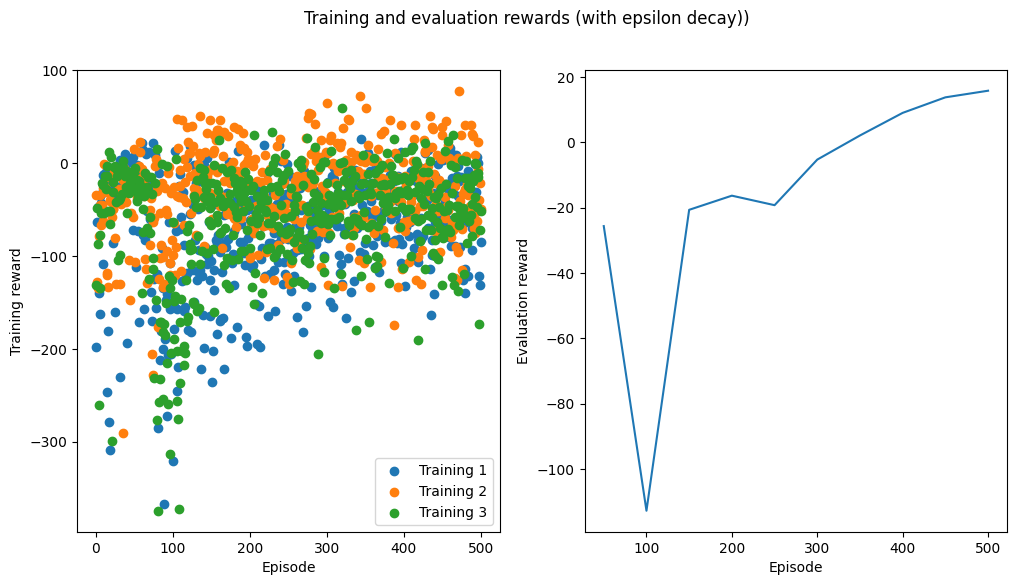 Training and evaluation rewards (with epsilon decay))
100
0
−100
−200
−300
Training reward
0
100
200
300
400
500
Episode
Training 1
Training 2
Training 3
20
0
−20
−40
−60
−80
−100
Evaluation reward
100
200
300
400
500
Episode